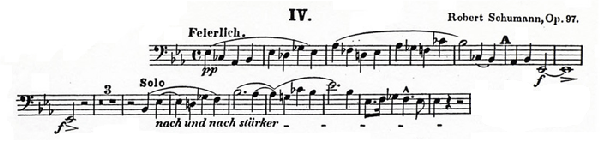 IV.
Feierlich.
Robert Schumann, Op. 97.
pp
f
3
Solo
f
nach und nach stärker